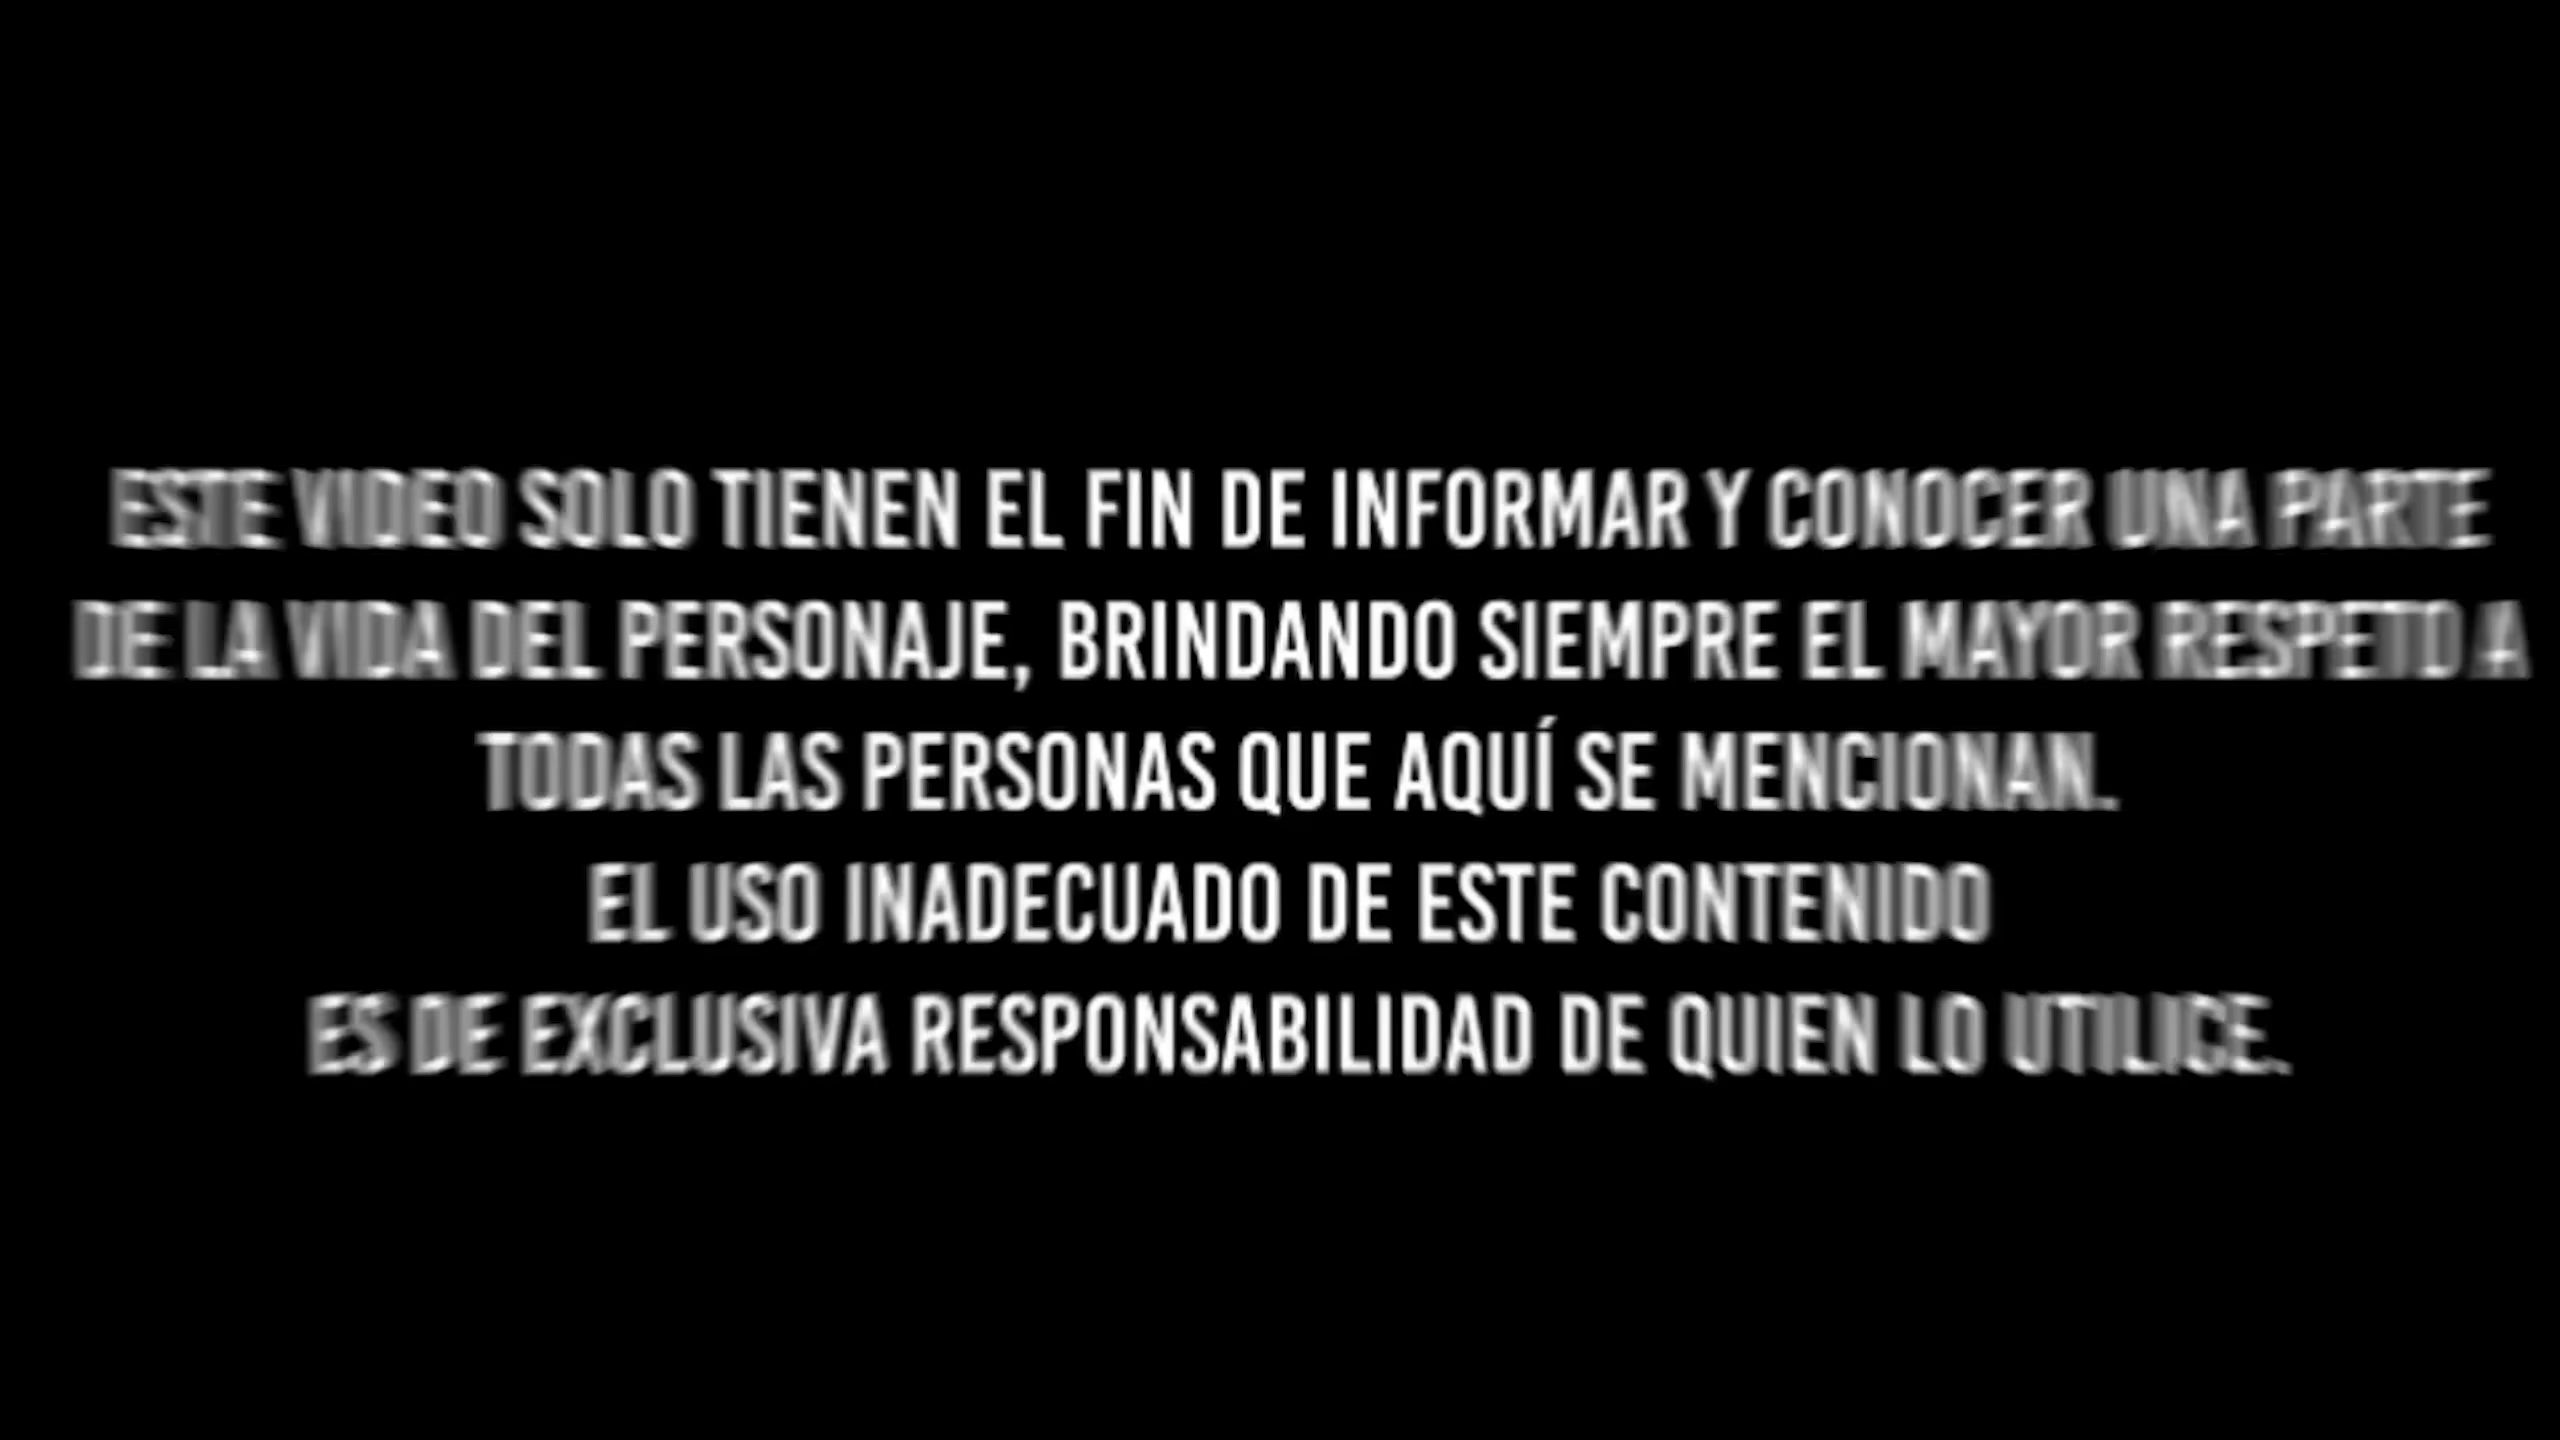 ESTE VIDEO SOLO TIENEN EL FIN DE INFORMAR Y CONOCER UNA PARTE
DE LA VIDA DEL PERSONAJE, BRINDANDO SIEMPRE EL MAYOR RESPETO A
TODAS LAS PERSONAS QUE AQUÍ SE MENCIONAN.
EL USO INADECUADO DE ESTE CONTENIDO
ES DE EXCLUSIVA RESPONSABILIDAD DE QUIEN LO UTILICE.